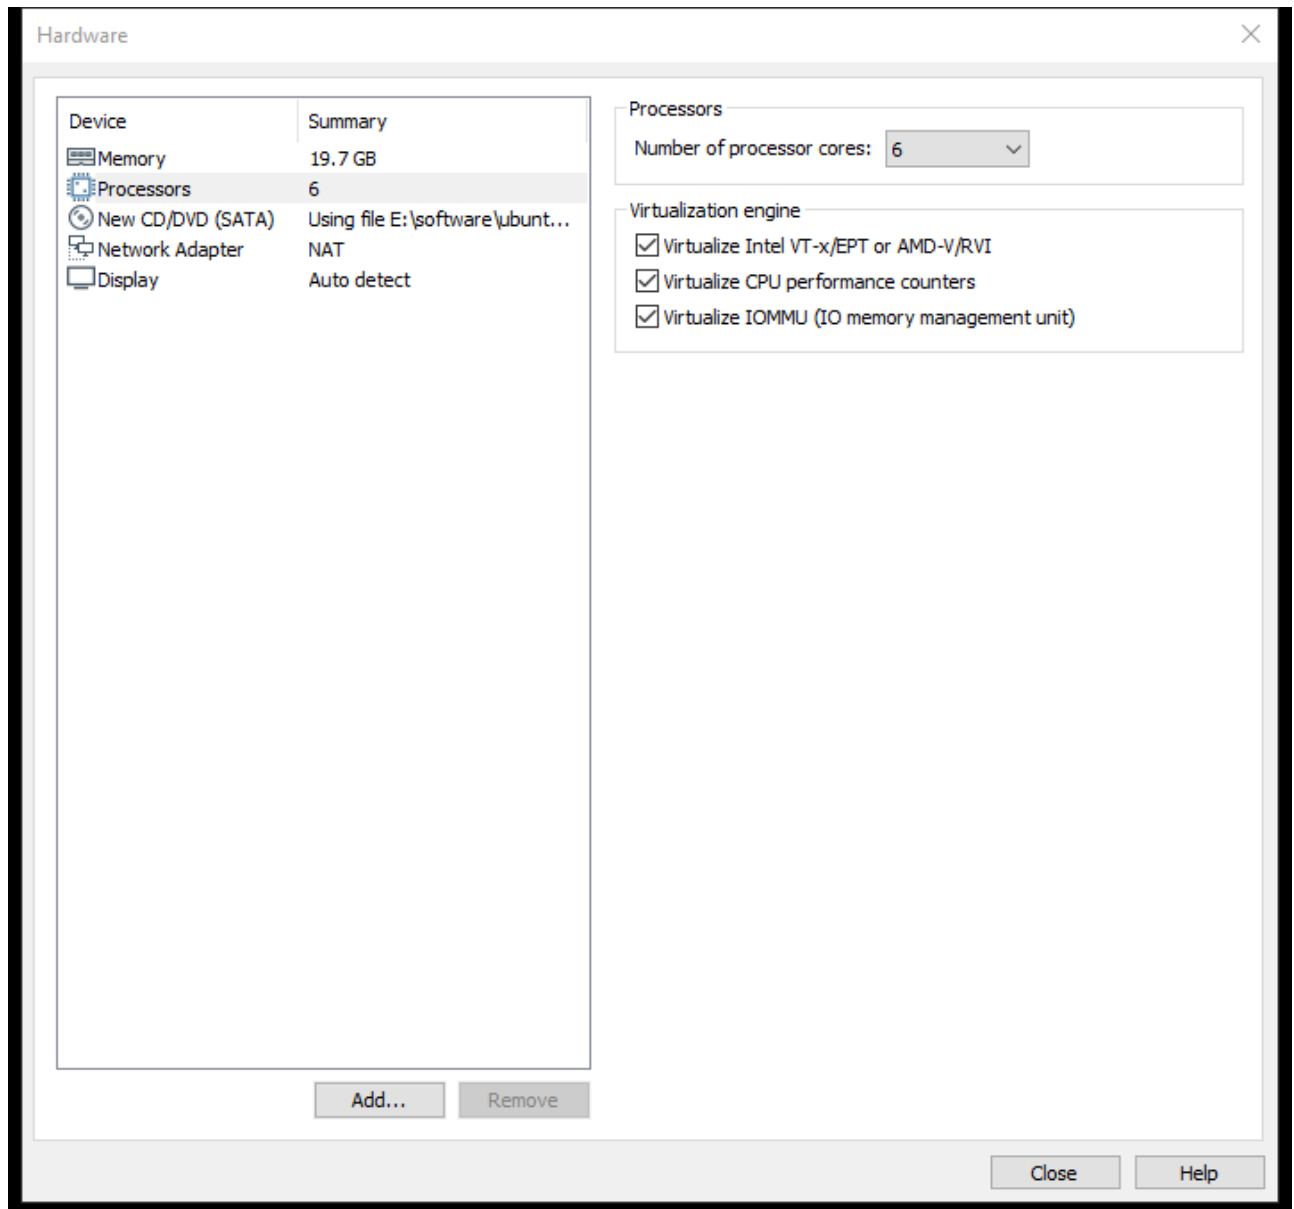 Hardware
Device Summary
Memory 19.7 GB
Processors 6
New CD/DVD (SATA) Using file E:\software\ubunt...
Network Adapter NAT
Display Auto detect
Add...
Remove
Processors
Number of processor cores: 6
Virtualization engine
Virtualize Intel VT-x/EPT or AMD-V/RVI
Virtualize CPU performance counters
Virtualize IOMMU (IO memory management unit)
Close
Help